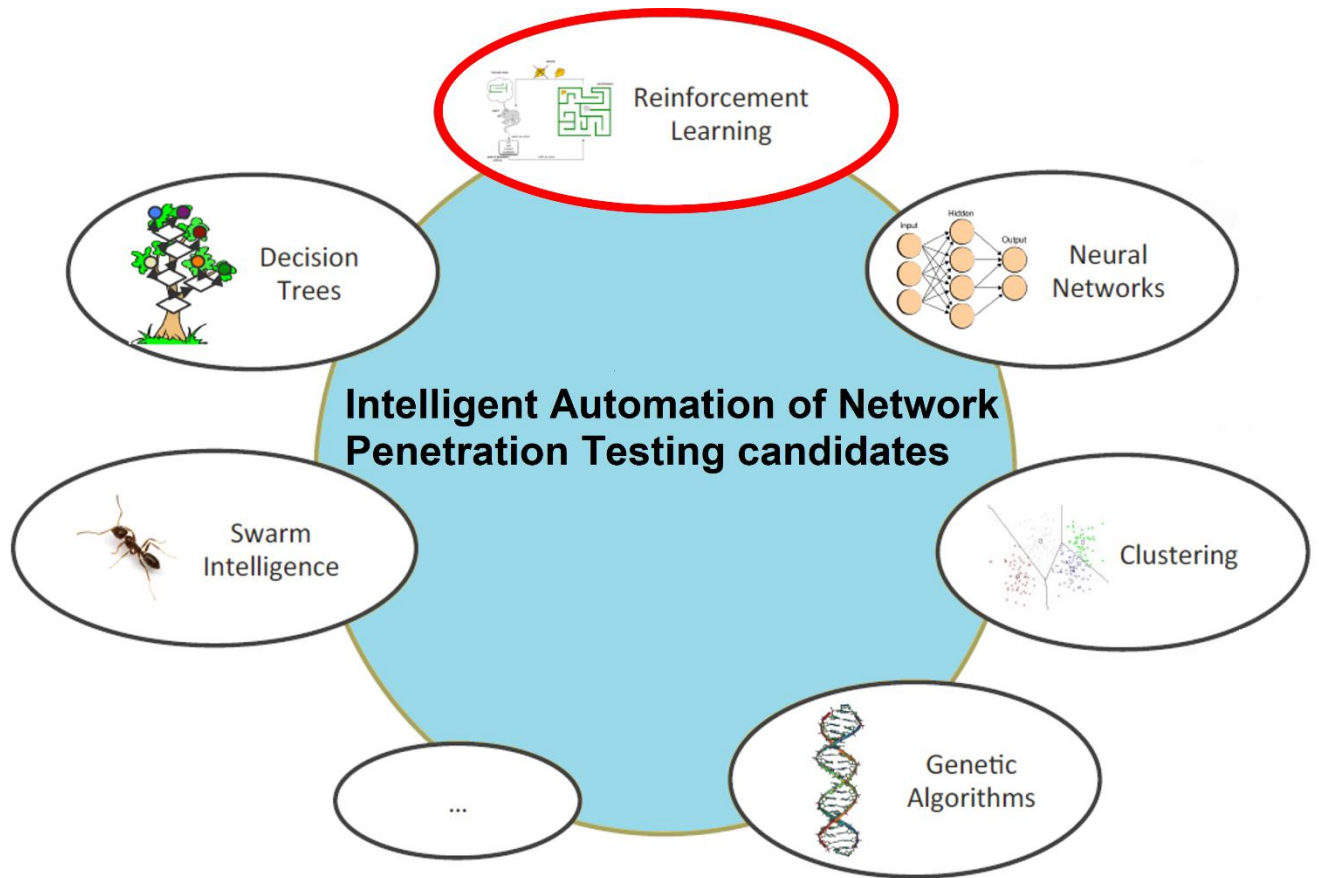 Reinforcement
Learning
Decision
Trees
Input
Hidden
Output
Neural
Networks
Intelligent Automation of Network
Penetration Testing candidates
Swarm
Intelligence
Clustering
Genetic
Algorithms
...